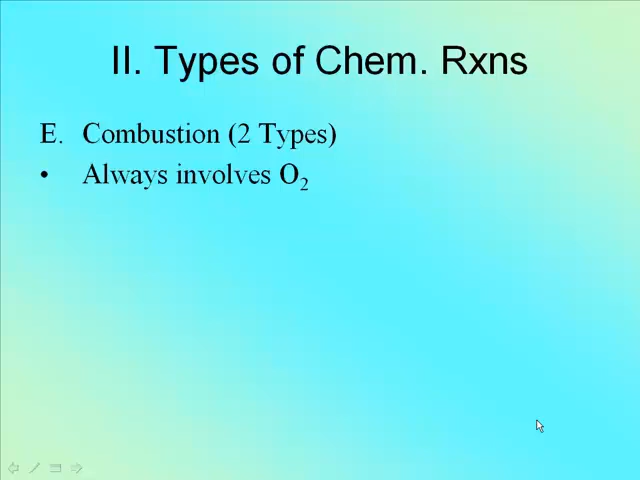 II. Types of Chem. Rxns
E. Combustion (2 Types)
• Always involves O₂